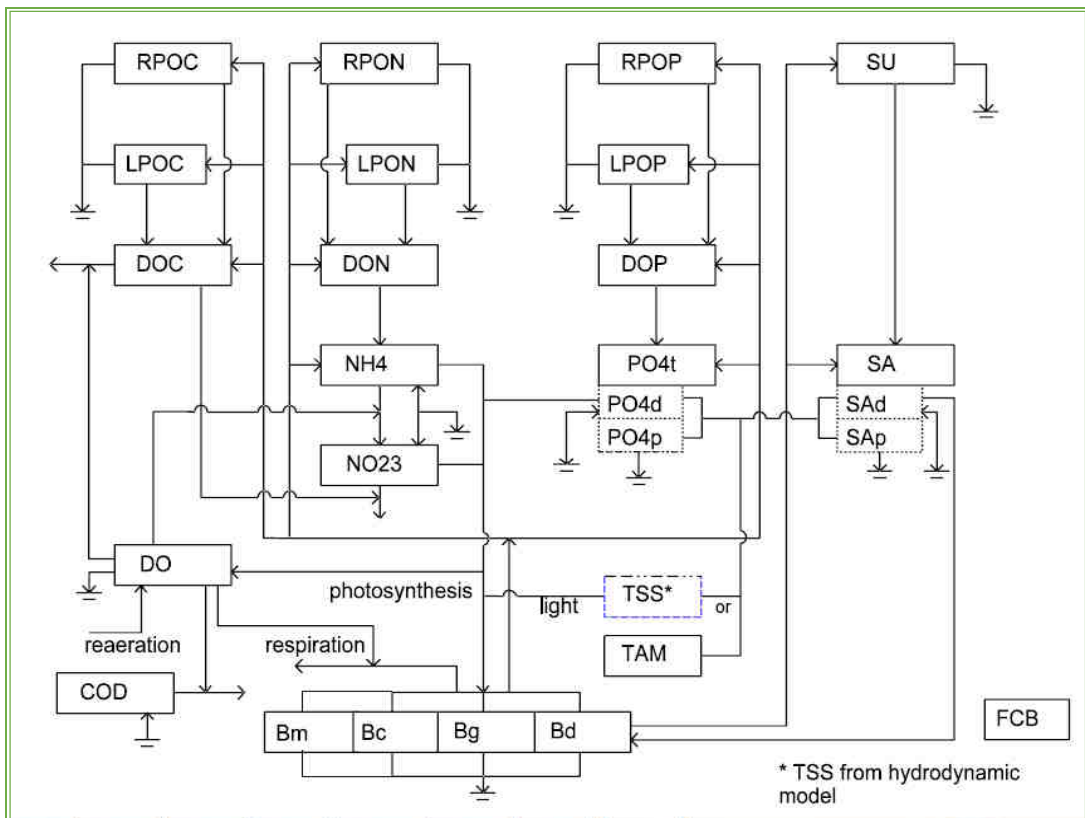 RPOC
RPON
RPOP
SU
LPOC
LPON
LPOP
DOC
DON
DOP
NH4
PO4t
SA
PO4d
SAd
PO4p
SAp
NO23
DO
photosynthesis
light
TSS*
or
reaeration
respiration
TAM
COD
Bm
Bc
Bg
Bd
FCB
* TSS from hydrodynamic
model